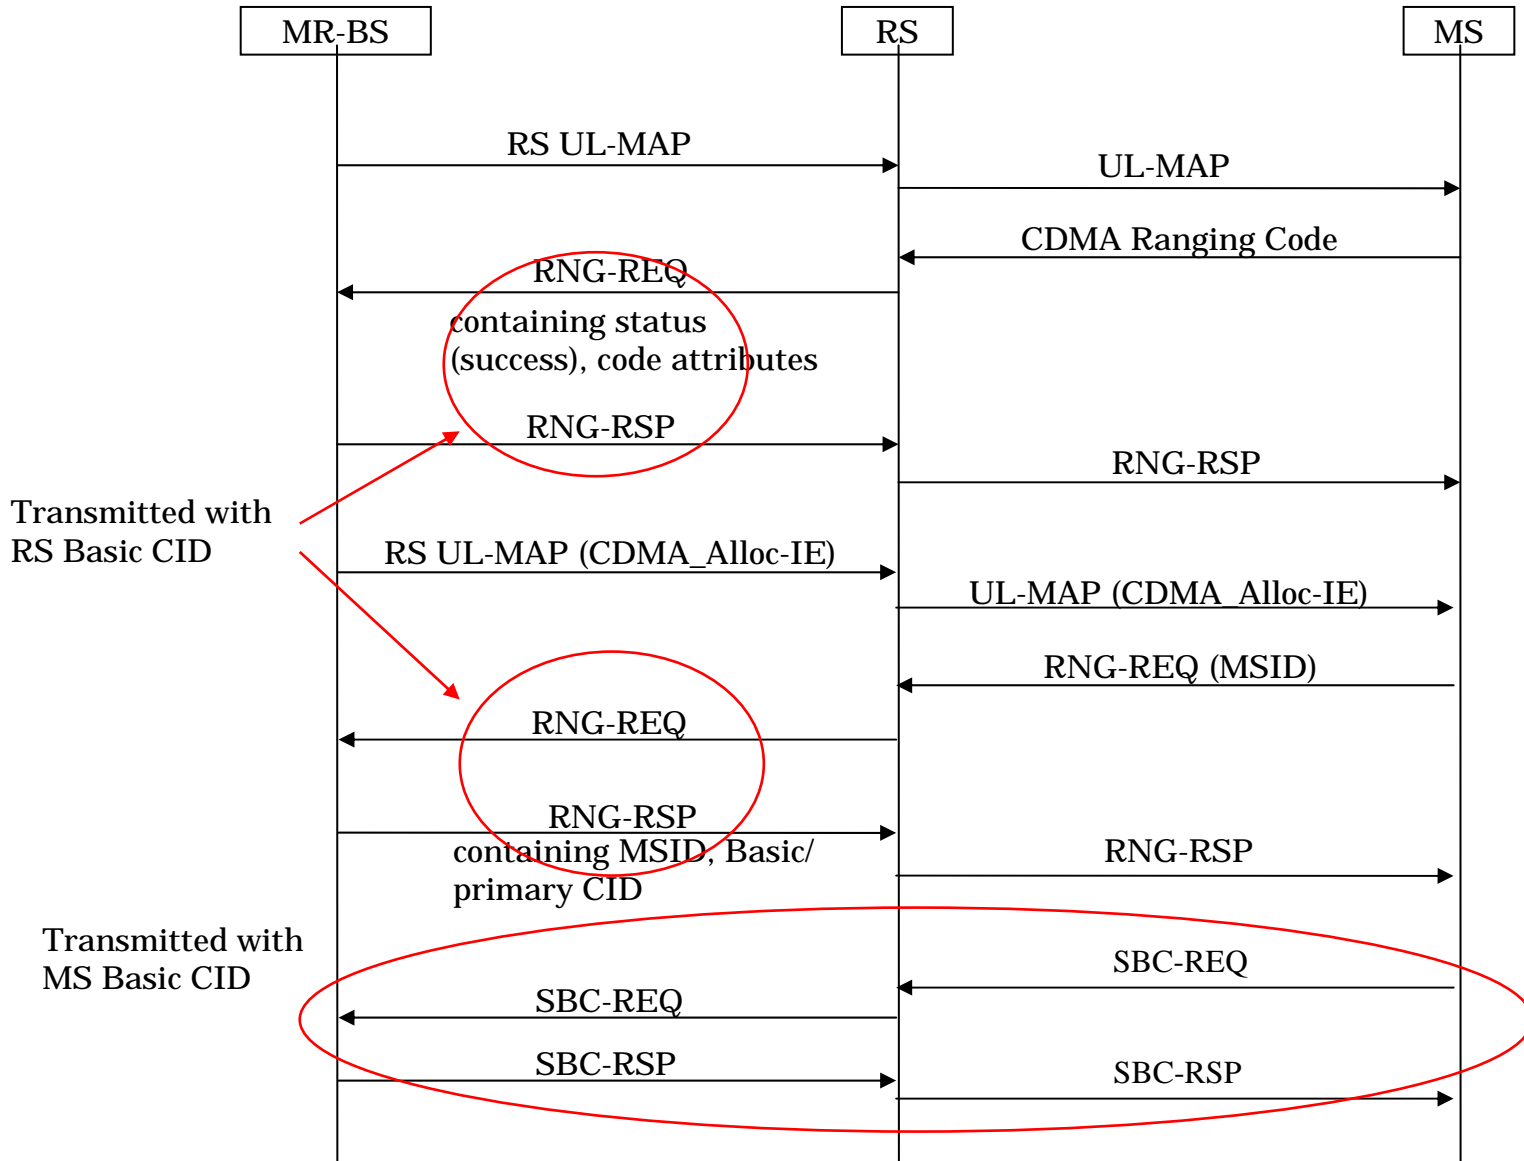 MR-BS
RS
MS
RS UL-MAP
UL-MAP
CDMA Ranging Code
RNG-REQ
containing status
(success), code attributes
RNG-RSP
RNG-RSP
Transmitted with
RS Basic CID
RS UL-MAP (CDMA_Alloc-IE)
UL-MAP (CDMA_Alloc-IE)
RNG-REQ (MSID)
RNG-REQ
RNG-RSP
containing MSID, Basic/
primary CID
RNG-RSP
Transmitted with
MS Basic CID
SBC-REQ
SBC-REQ
SBC-RSP
SBC-RSP